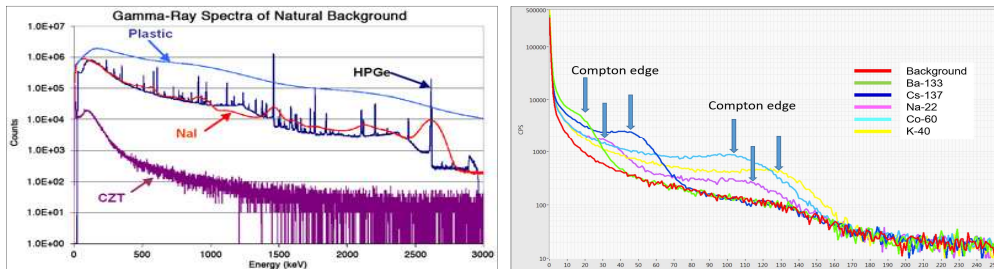 Gamma-Ray Spectra of Natural Background
1.0E+07
1.0E+06
1.0E+05
1.0E+04
1.0E+03
1.0E+02
1.0E+01
1.0E+00
Counts
Plastic
HPGe
NaI
CZT
0 500 1000 1500 2000 2500 3000
Energy (keV)
500000
100000
10000
1000
100
10
CPS
Compton edge
Compton edge
Background
Ba-133
Cs-137
Na-22
Co-60
K-40
0 10 20 30 40 50 60 70 80 90 100 110 120 130 140 150 160 170 180 190 200 210 220 230 240